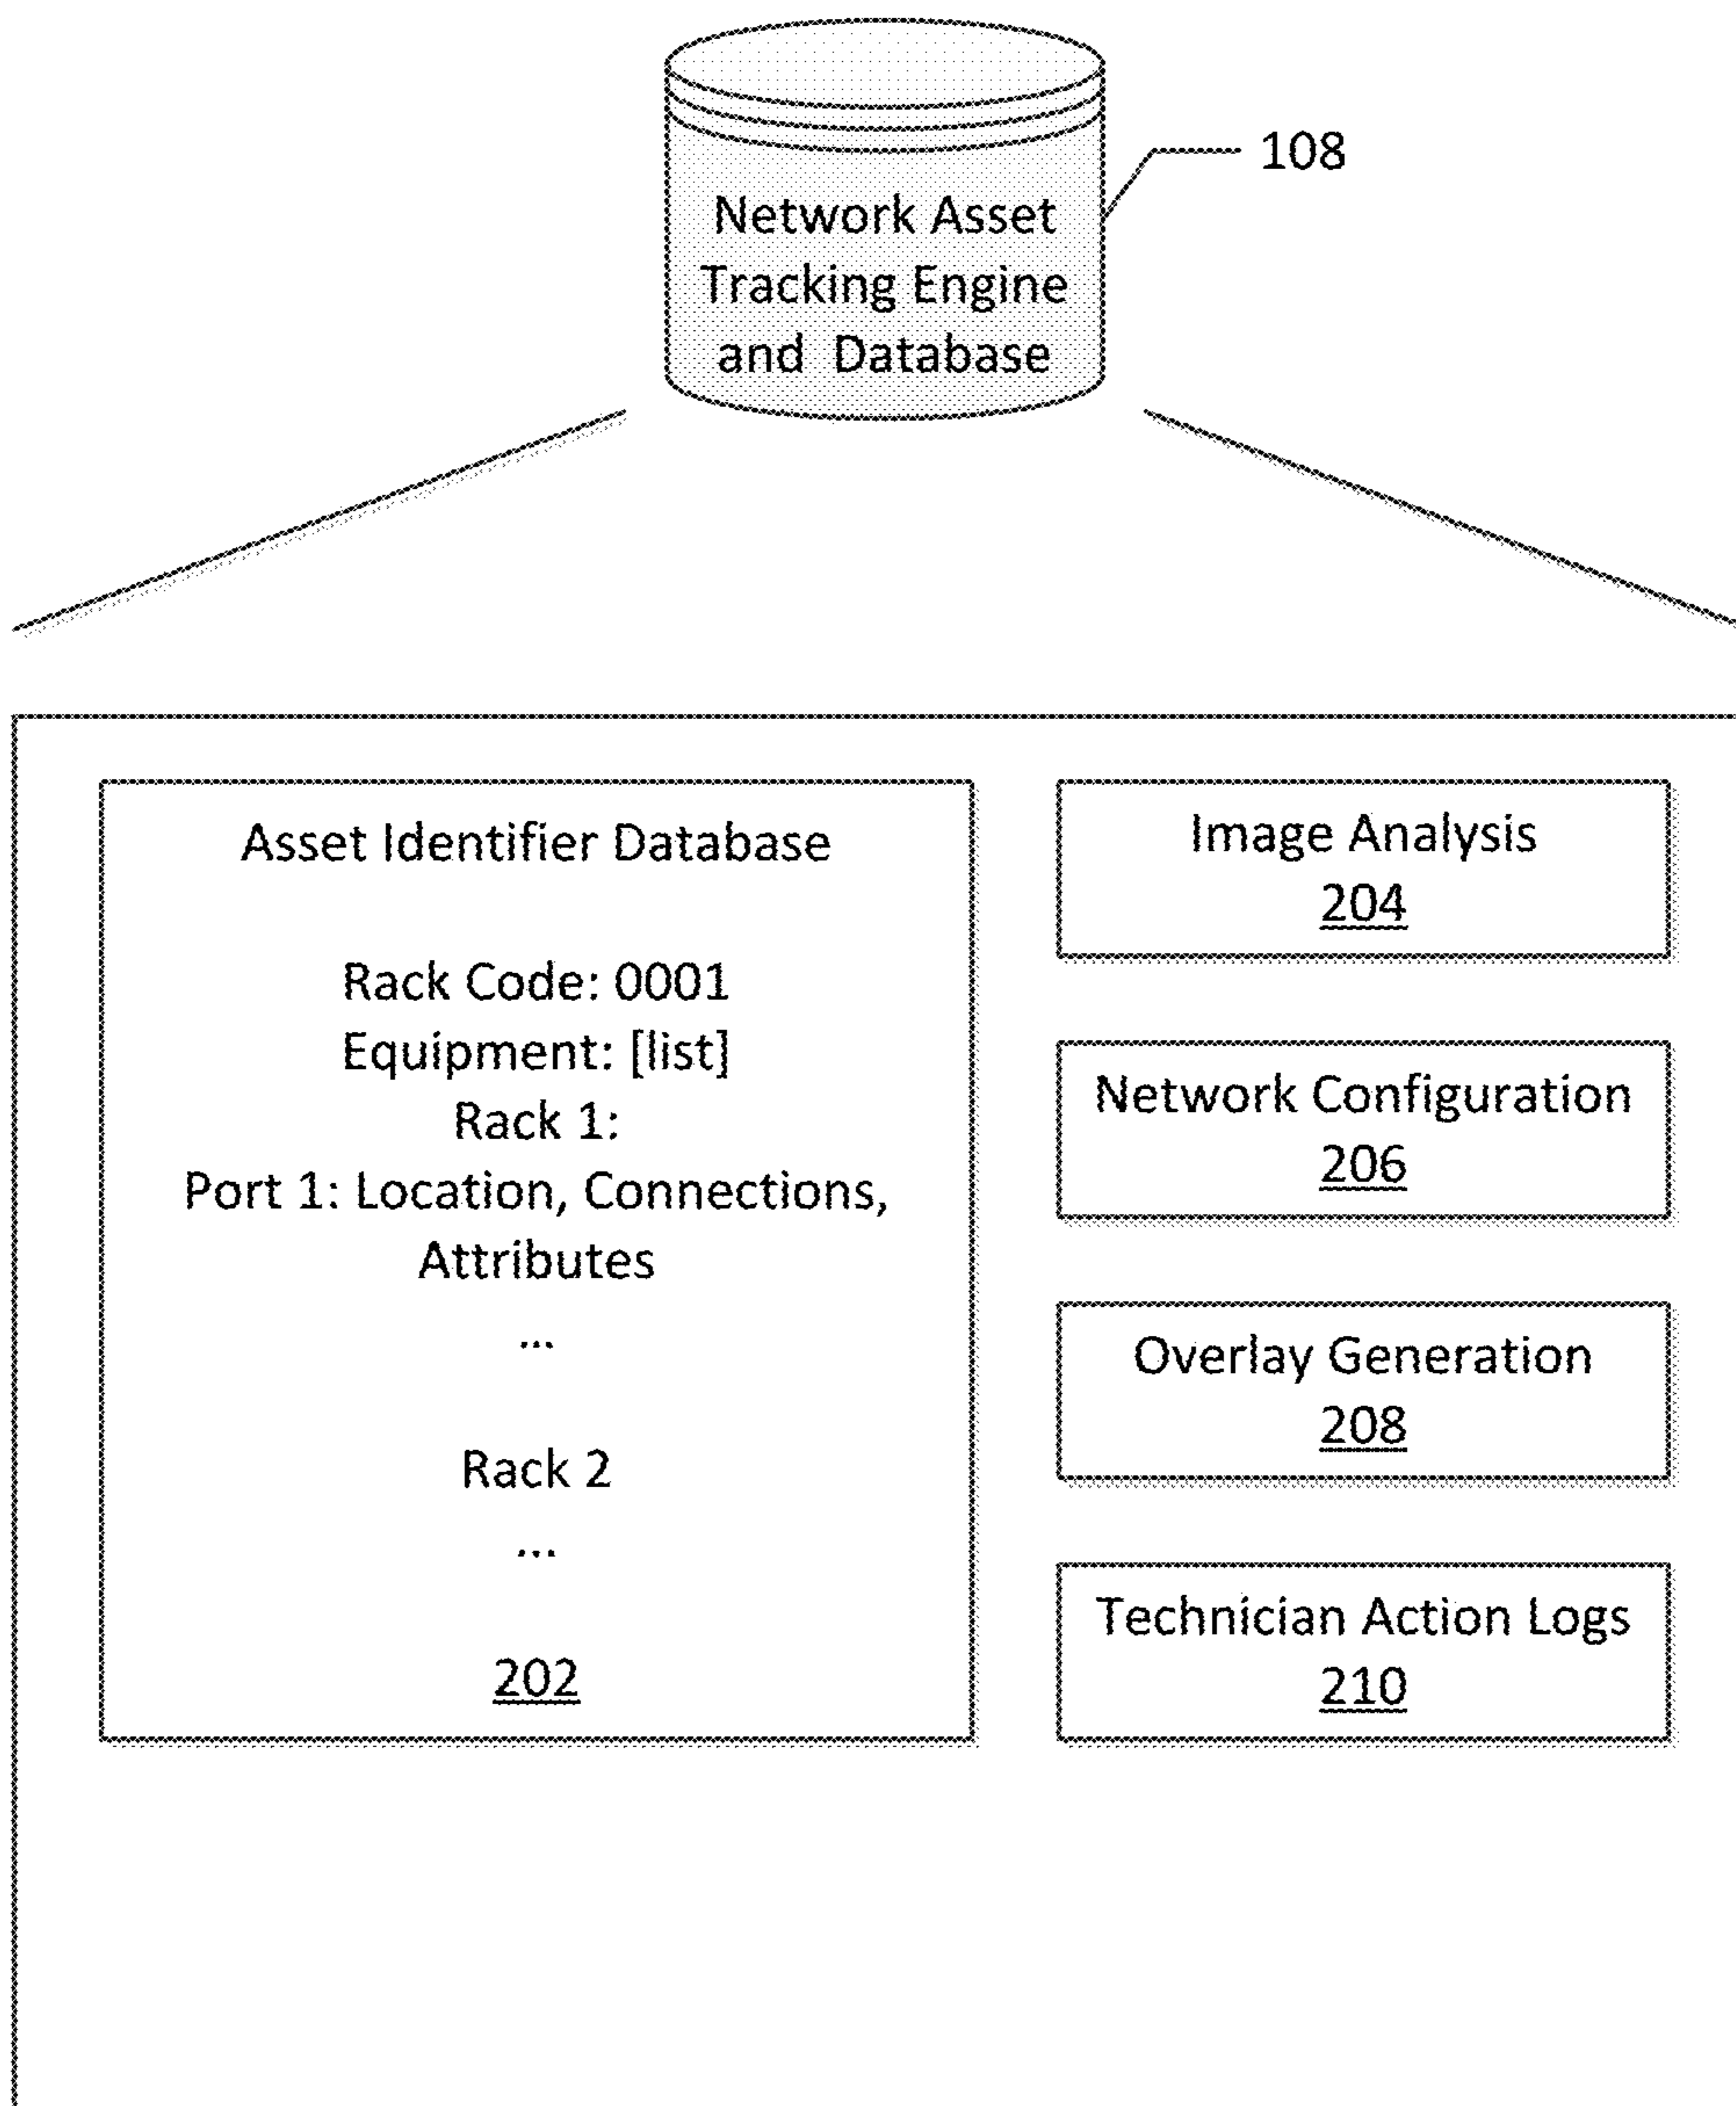 108
Network Asset
Tracking Engine
and Database
Asset Identifier Database
Rack Code: 0001
Equipment: [list]
Rack 1:
Port 1: Location, Connections,
Attributes
...
Rack 2
...
202
Image Analysis
204
Network Configuration
206
Overlay Generation
208
Technician Action Logs
210